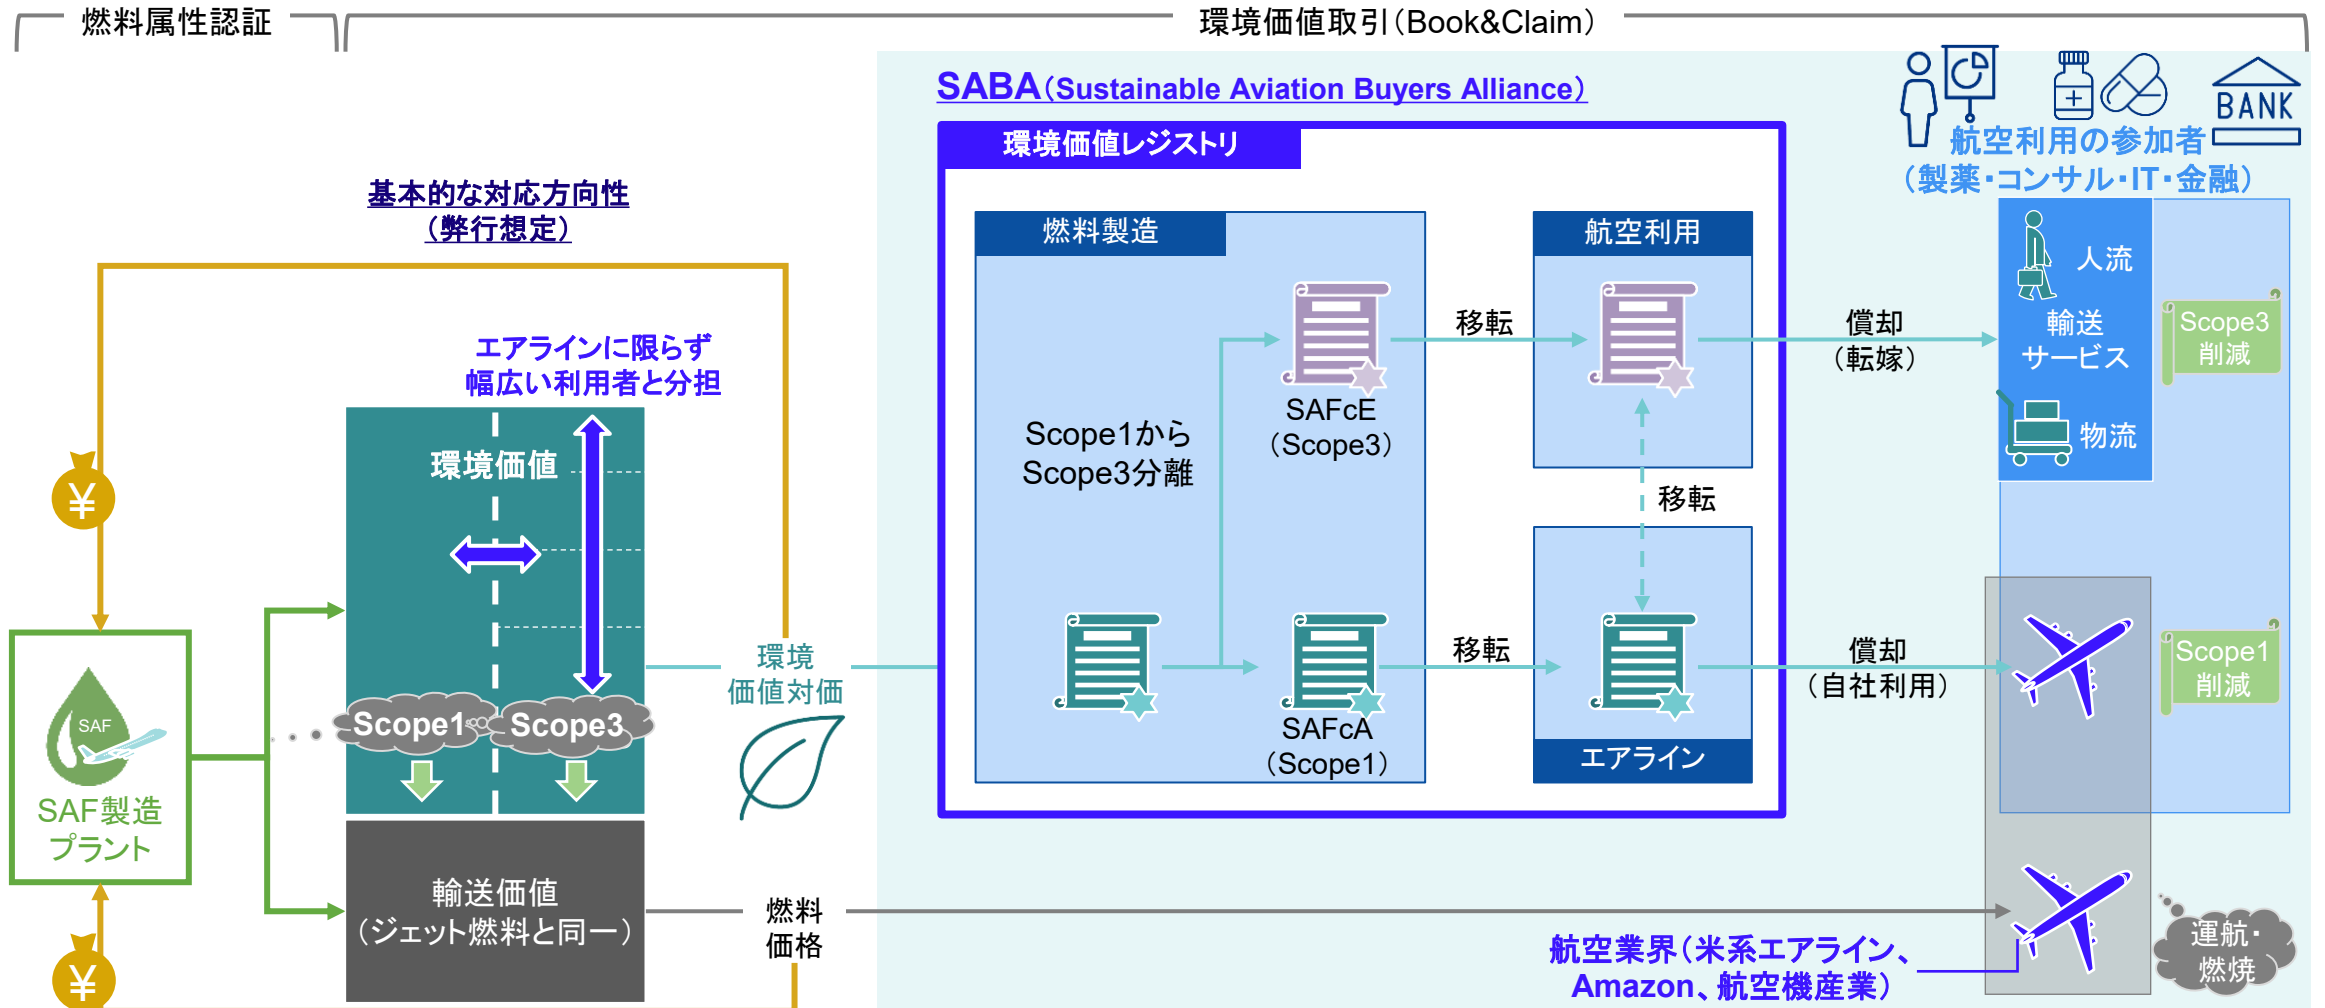 燃料属性認証
環境価値取引（Book&Claim）
SABA（Sustainable Aviation Buyers Alliance）
環境価値レジストリ
BANK
航空利用の参加者
（製薬・コンサル・IT・金融）
基本的な対応方向性
（弊行想定）
燃料製造
航空利用
人流
輸送
サービス
物流
Scope3
削減
移転
償却
（転嫁）
エアラインに限らず
幅広い利用者と分担
環境価値
SAFcE
（Scope3）
Scope1から
Scope3分離
移転
¥
環境
価値対価
移転
償却
（自社利用）
Scope1
削減
Scope1
Scope3
SAFcA
（Scope1）
エアライン
SAF
SAF製造
プラント
輸送価値
（ジェット燃料と同一）
燃料
価格
¥
航空業界（米系エアライン、
Amazon、航空機産業）
運航・
燃焼